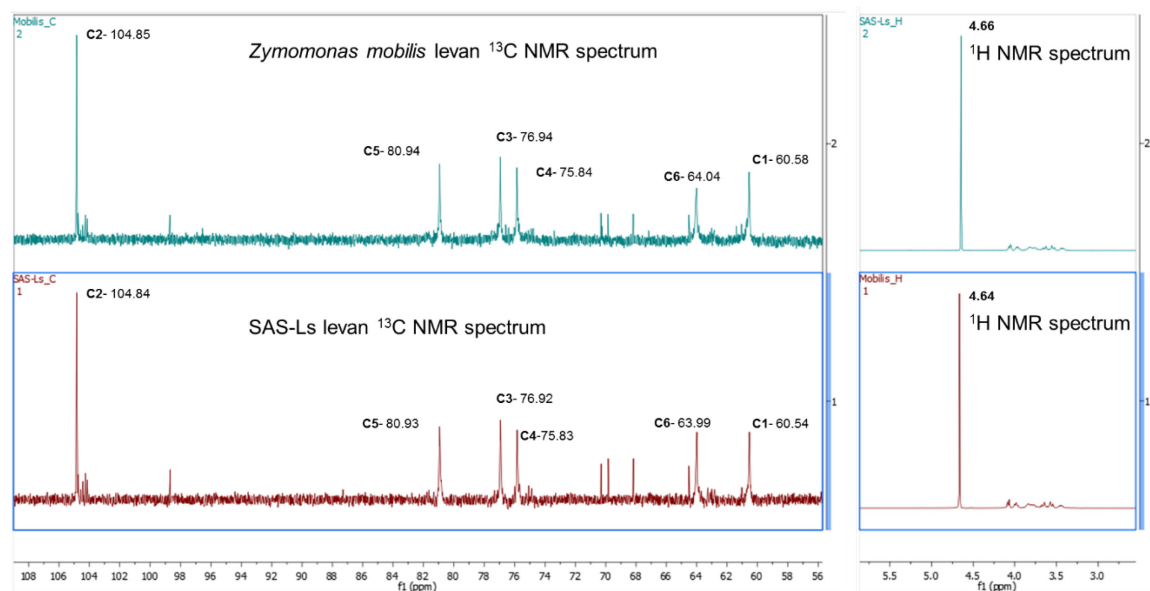 Mobilis_C
2
C2- 104.85
Zymomonas mobilis levan ¹³C NMR spectrum
C5- 80.94
C3- 76.94
C4- 75.84
C6- 64.04
C1- 60.58
2
SAS-Ls_C
1
C2- 104.84
SAS-Ls levan ¹³C NMR spectrum
C5- 80.93
C3- 76.92
C4-75.83
C6- 63.99
C1- 60.54
1
108 106 104 102 100 98 96 94 92 90 88 86 84 82 80 78 76 74 72 70 68 66 64 62 60 58 56
f1 (ppm)
SAS-Ls_H
2
4.66
¹H NMR spectrum
2
Mobilis_H
1
4.64
¹H NMR spectrum
1
5.5 5.0 4.5 4.0 3.5 3.0
f1 (ppm)